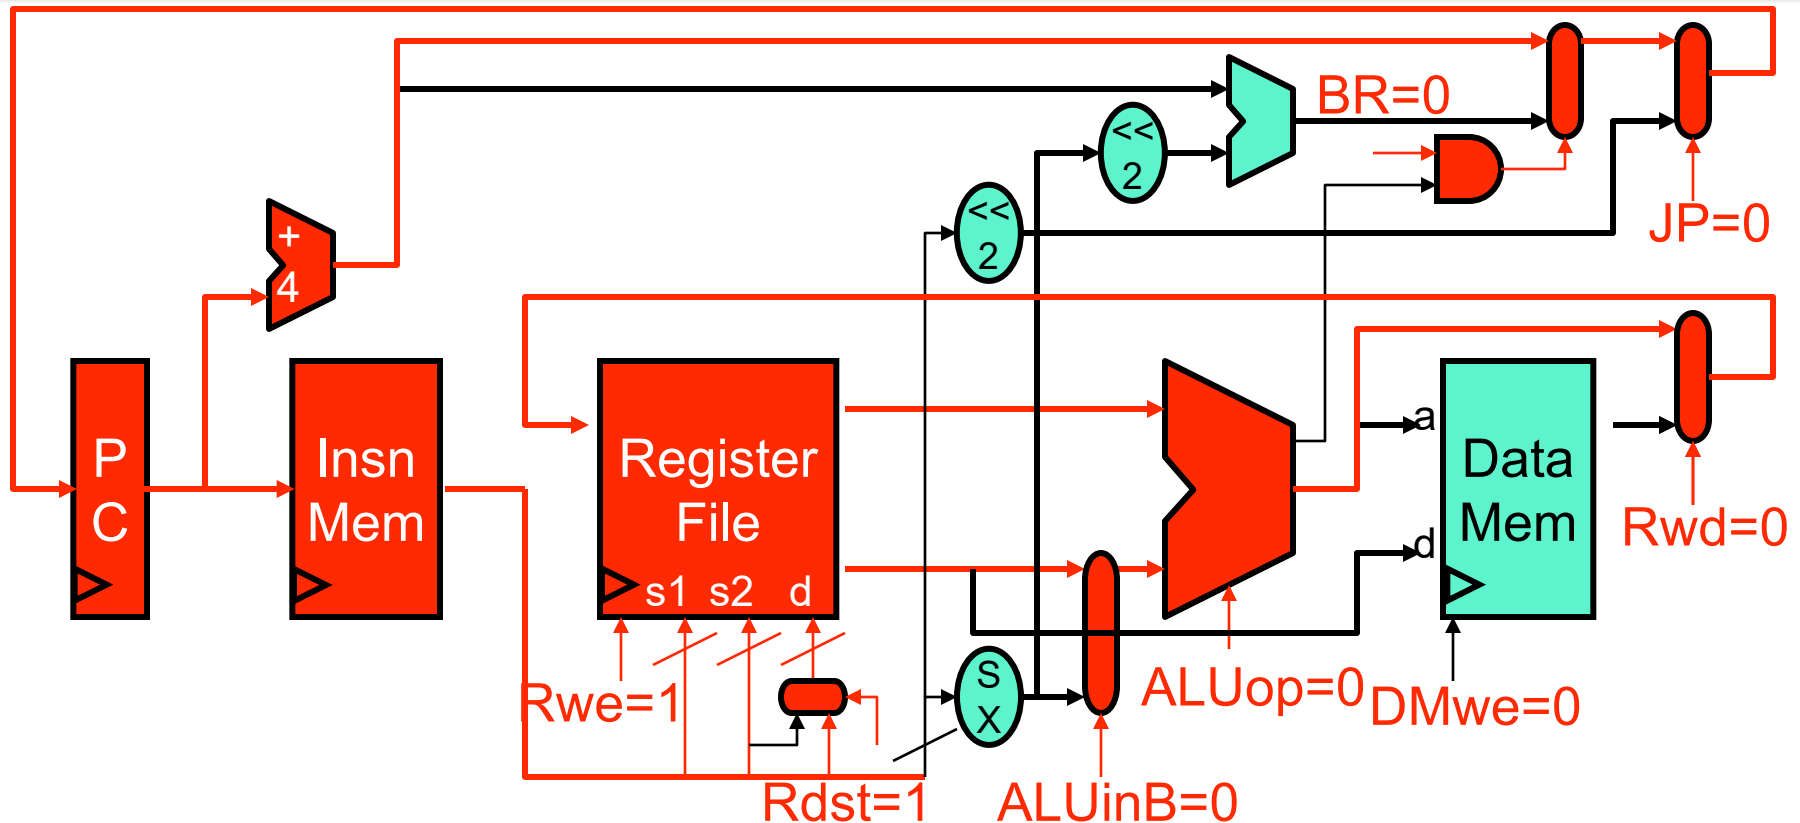 BR=0
<<
2
<<
2
JP=0
+
4
P
C
Insn
Mem
Register
File
s1 s2 d
a
d
Data
Mem
Rwd=0
S
X
Rwe=1
ALUop=0
DMwe=0
Rdst=1
ALUinB=0